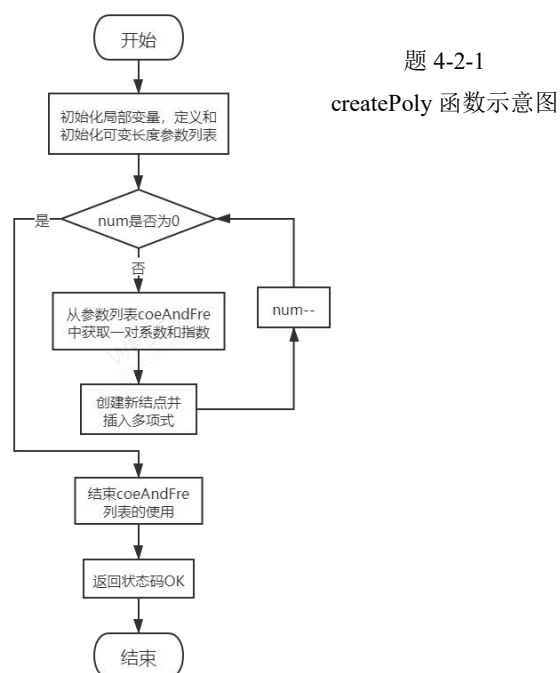 开始
题 4-2-1
createPoly 函数示意图
初始化局部变量，定义和
初始化可变长度参数列表
是
num是否为0
否
从参数列表coeAndFre
中获取一对系数和指数
num--
创建新结点并
插入多项式
结束coeAndFre
列表的使用
返回状态码OK
结束